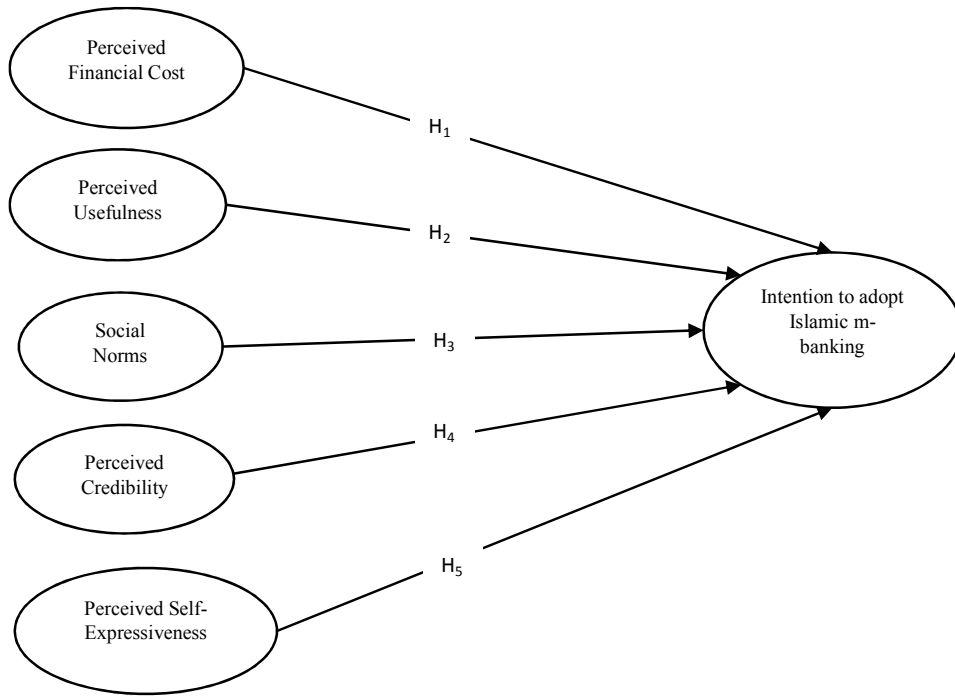 Perceived
Financial Cost
H₁
Perceived
Usefulness
H₂
Intention to adopt
Islamic m-
banking
Social
Norms
H₃
Perceived
Credibility
H₄
Perceived Self-
Expressiveness
H₅